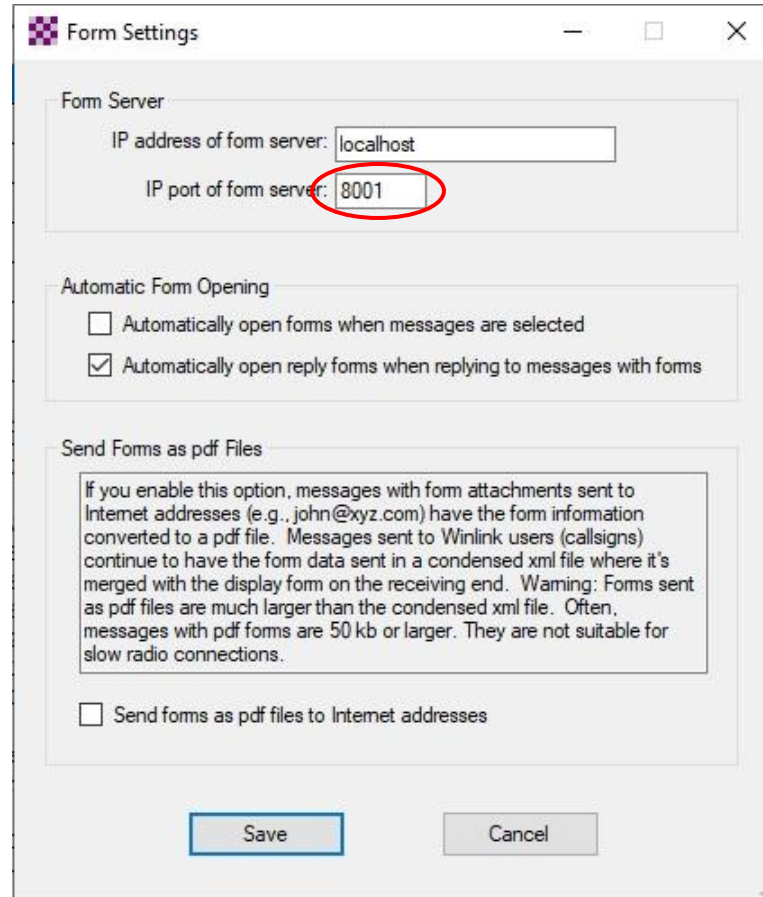 Form Settings
Form Server
IP address of form server: localhost
IP port of form server: 8001
Automatic Form Opening
Automatically open forms when messages are selected
Automatically open reply forms when replying to messages with forms
Send Forms as pdf Files
If you enable this option, messages with form attachments sent to
Internet addresses (e.g., john@xyz.com) have the form information
converted to a pdf file.  Messages sent to Winlink users (callsigns)
continue to have the form data sent in a condensed xml file where it's
merged with the display form on the receiving end.  Warning: Forms sent
as pdf files are much larger than the condensed xml file.  Often,
messages with pdf forms are 50 kb or larger. They are not suitable for
slow radio connections.
Send forms as pdf files to Internet addresses
Save Cancel